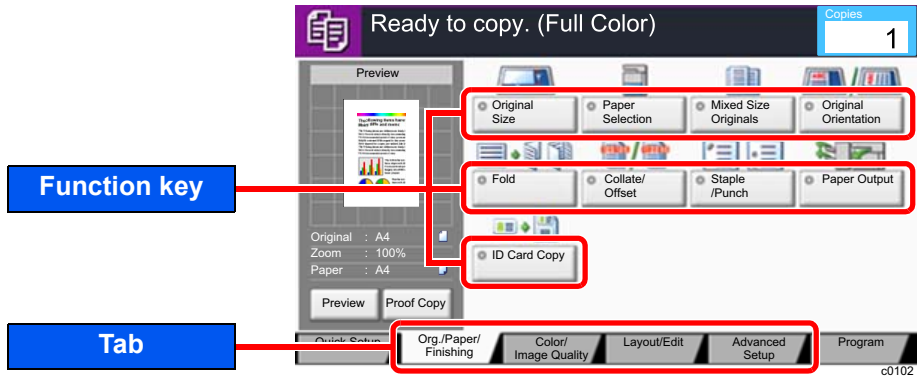 Ready to copy. (Full Color)
Copies
1
Preview
Original
Size
Paper
Selection
Mixed Size
Originals
Original
Orientation
Function key
Fold
Collate/
Offset
Staple
/Punch
Paper Output
Original : A4
Zoom : 100%
Paper : A4
ID Card Copy
Preview
Proof Copy
Tab
Quick Setup
Org./Paper/
Finishing
Color/
Image Quality
Layout/Edit
Advanced
Setup
Program
c0102